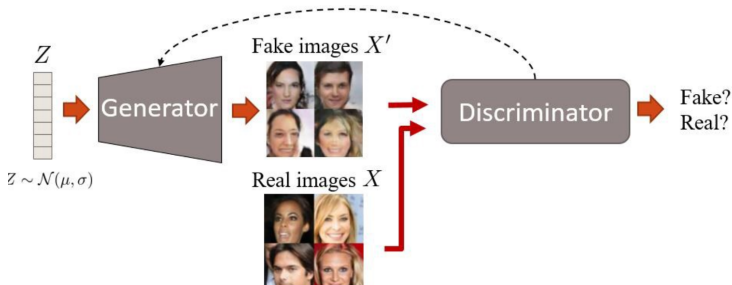 Z
Generator
Z ∼ N(μ, σ)
Fake images X′
Real images X
Discriminator
Fake?
Real?